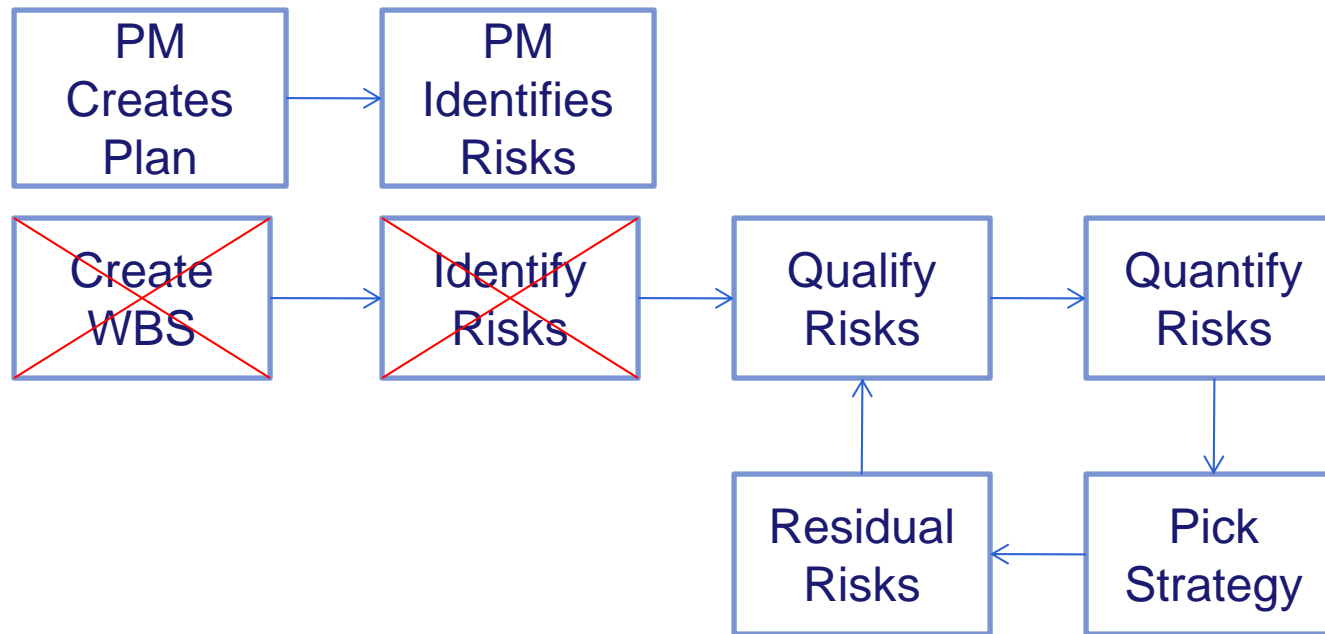 PM
Creates
Plan
PM
Identifies
Risks
Create
WBS
Identify
Risks
Qualify
Risks
Quantify
Risks
Residual
Risks
Pick
Strategy